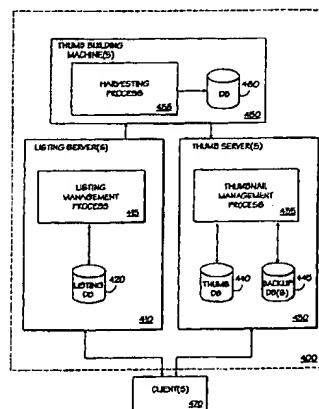 THUMB BUILDING
MACHINE(S)
HARVESTING
PROCESS
455
DB
460
450
LISTING SERVER(S)
THUMB SERVER(S)
LISTING
MANAGEMENT
PROCESS
415
THUMBNAIL
MANAGEMENT
PROCESS
435
LISTING
DB
420
THUMB
DB
440
BACKUP
DB(S)
445
410
430
400
CLIENT(S)
470